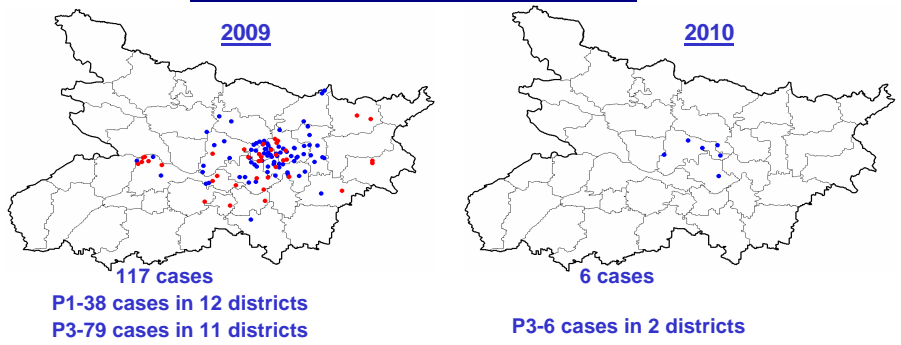 2009
2010
117 cases
P1-38 cases in 12 districts
P3-79 cases in 11 districts
6 cases
P3-6 cases in 2 districts